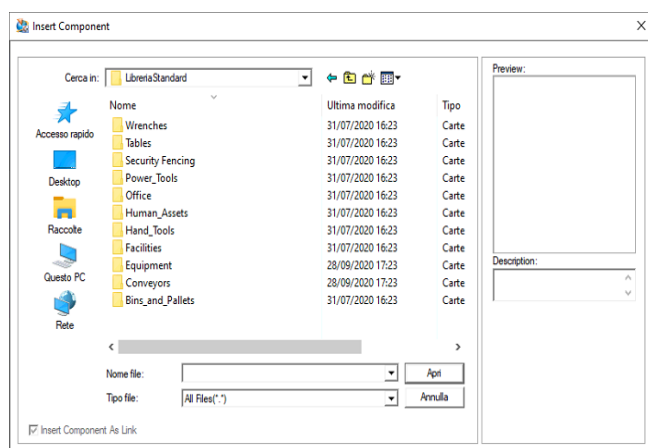 Insert Component
Cerca in: LibreriaStandard
Preview:
Nome Ultima modifica Tipo
Accesso rapido
Desktop
Raccolte
Questo PC
Rete
Wrenches 31/07/2020 16:23 Carte
Tables 31/07/2020 16:23 Carte
Security Fencing 31/07/2020 16:23 Carte
Power_Tools 31/07/2020 16:23 Carte
Office 31/07/2020 16:23 Carte
Human_Assets 31/07/2020 16:23 Carte
Hand_Tools 31/07/2020 16:23 Carte
Facilities 31/07/2020 16:23 Carte
Equipment 28/09/2020 17:23 Carte
Conveyors 28/09/2020 17:23 Carte
Bins_and_Pallets 31/07/2020 16:23 Carte
Description:
Nome file: Apri
Tipo file: All Files(*.*) Annulla
Insert Component As Link